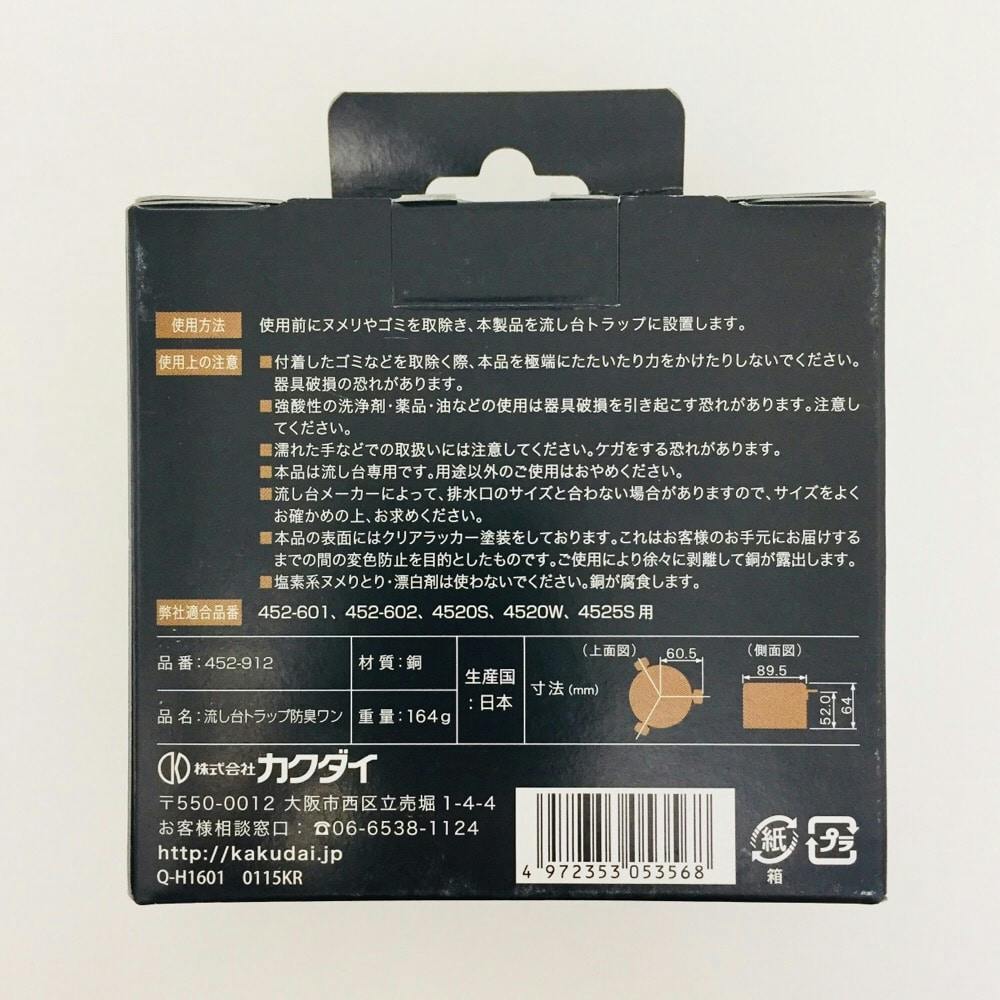 使用方法 使用前にヌメリやゴミを取除き、本製品を流し台トラップに設置します。
使用上の注意 ■付着したゴミなどを取除く際、本品を極端にたたいたり力をかけたりしないでください。
器具破損の恐れがあります。
■強酸性の洗浄剤・薬品・油などの使用は器具破損を引き起こす恐れがあります。注意し
てください。
■濡れた手などでの取扱いには注意してください。ケガをする恐れがあります。
■本品は流し台専用です。用途以外のご使用はおやめください。
■流し台メーカーによって、排水口のサイズと合わない場合がありますので、サイズをよく
お確かめの上、お求めください。
■本品の表面にはクリアラッカー塗装をしております。これはお客様のお手元にお届けする
までの間の変色防止を目的としたものです。ご使用により徐々に剥離して銅が露出します。
■塩素系ヌメリとり・漂白剤は使わないでください。銅が腐食します。
弊社適合品番 452-601、452-602、4520S、4520W、4525S 用
品 番：452-912
材 質：銅
品 名：流し台トラップ防臭ワン
重 量：164g
生産国
：日本
寸 法 (mm)
(上面図)
60.5
(側面図)
89.5
52.0
64
株式会社 カクダイ
〒550-0012 大阪市西区立売堀 1-4-4
お客様相談窓口：☎06-6538-1124
http://kakudai.jp
Q-H1601 0115KR
4 972353 053568
紙
箱
プラ